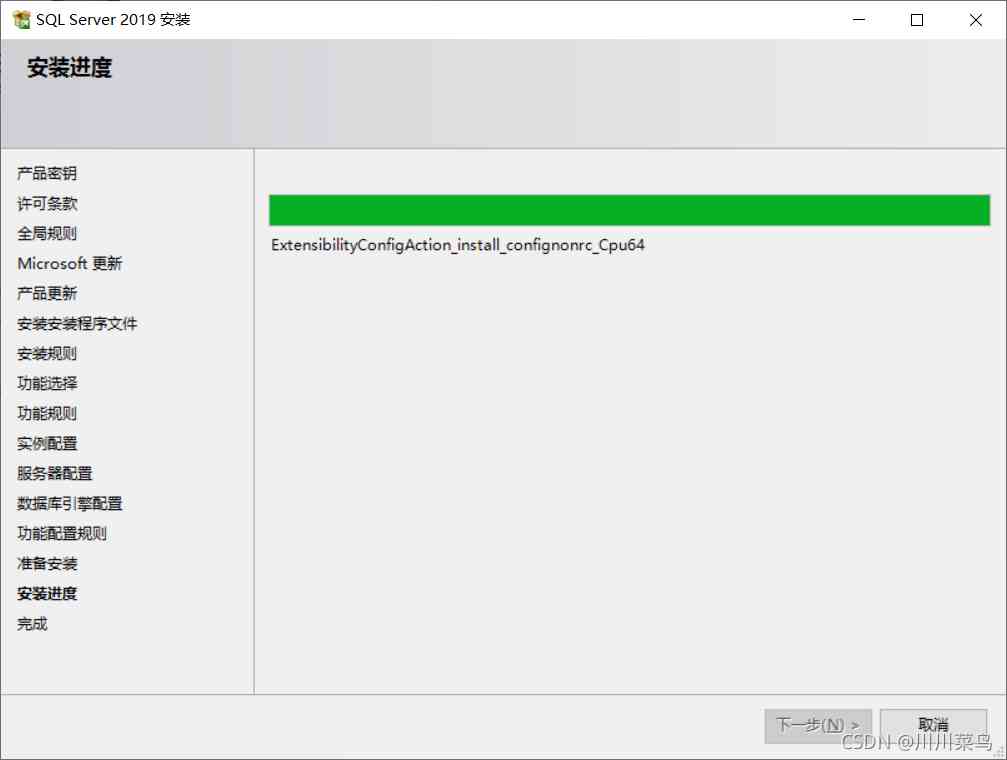 SQL Server 2019 安装
安装进度
产品密钥
许可条款
全局规则
Microsoft 更新
产品更新
安装安装程序文件
安装规则
功能选择
功能规则
实例配置
服务器配置
数据库引擎配置
功能配置规则
准备安装
安装进度
完成
ExtensibilityConfigAction_install_confignonrc_Cpu64
下一步(N) >
取消
CSDN @川川菜鸟